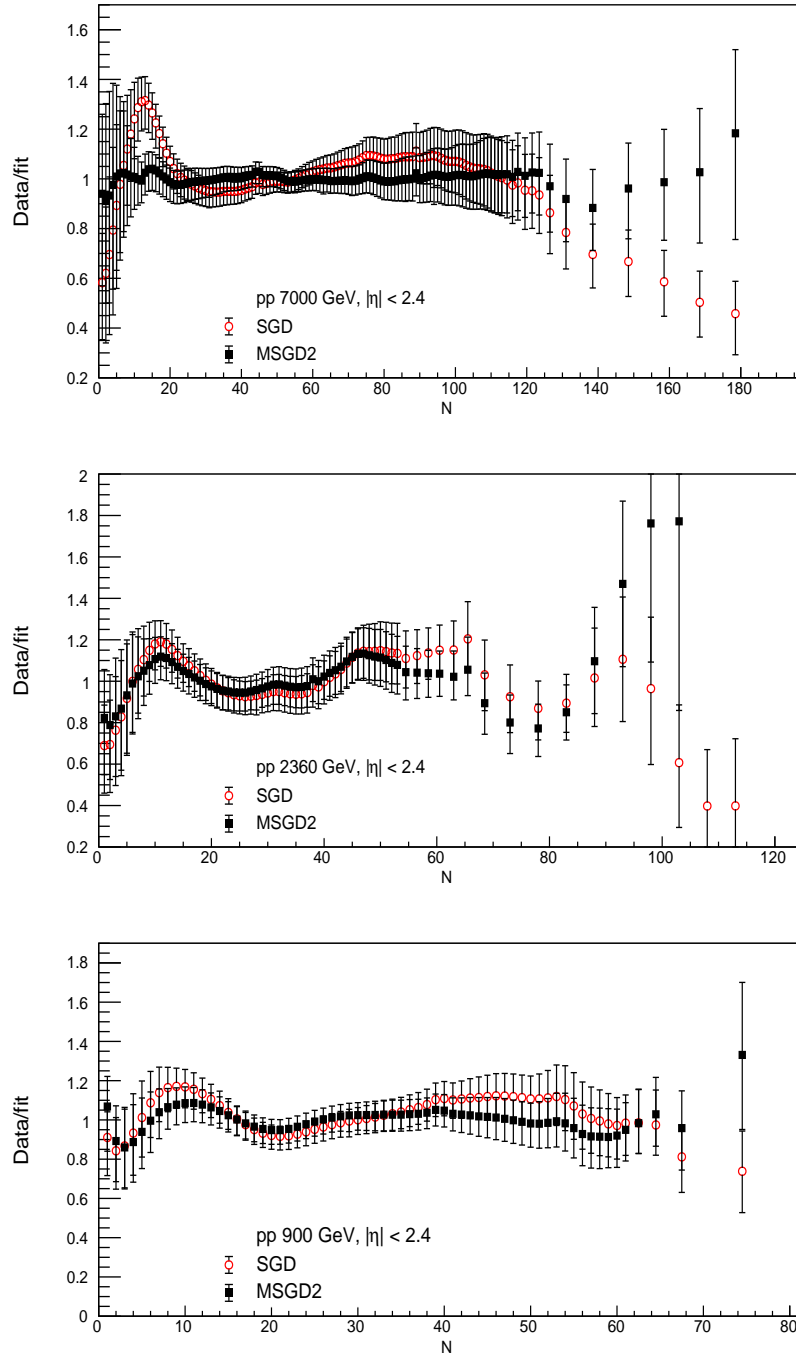 1.6
1.4
1.2
1
0.8
0.6
0.4
0.2
Data/fit
pp 7000 GeV, |η| < 2.4
SGD
MSGD2
0 20 40 60 80 100 120 140 160 180
N
2
1.8
1.6
1.4
1.2
1
0.8
0.6
0.4
0.2
Data/fit
pp 2360 GeV, |η| < 2.4
SGD
MSGD2
0 20 40 60 80 100 120
N
1.8
1.6
1.4
1.2
1
0.8
0.6
0.4
0.2
0
Data/fit
pp 900 GeV, |η| < 2.4
SGD
MSGD2
0 10 20 30 40 50 60 70 80
N